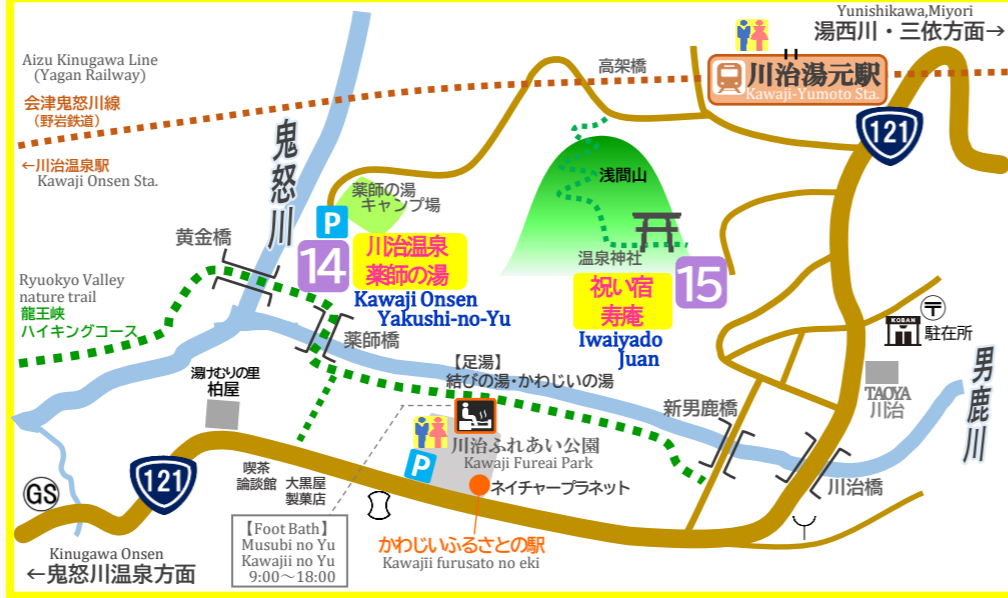 Yunishikawa,Miyori
湯西川・三依方面→
Aizu Kinugawa Line
(Yagan Railway)
会津鬼怒川線
（野岩鉄道）
←川治温泉駅
Kawaji Onsen Sta.
高架橋
川治湯元駅
Kawaji-Yumoto Sta.
121
鬼怒川
浅間山
薬師の湯
キャンプ場
P
黄金橋
14
川治温泉
薬師の湯
Kawaji Onsen
Yakushi-no-Yu
温泉神社
15
祝い宿
寿庵
Iwaiyado
Juan
Ryuokyo Valley
nature trail
龍王峡
ハイキングコース
薬師橋
〒
KOBAN
駐在所
男鹿川
TAOYA
川治
【足湯】
結びの湯・かわじいの湯
湯けむりの里
柏屋
新男鹿橋
川治ふれあい公園
Kawaji Fureai Park
P
ネイチャープラネット
川治橋
121
GS
喫茶
論談館
大黒屋
製菓店
かわじいふるさとの駅
Kawajii furusato no eki
【Foot Bath】
Musubi no Yu
Kawajii no Yu
9:00～18:00
Kinugawa Onsen
←鬼怒川温泉方面